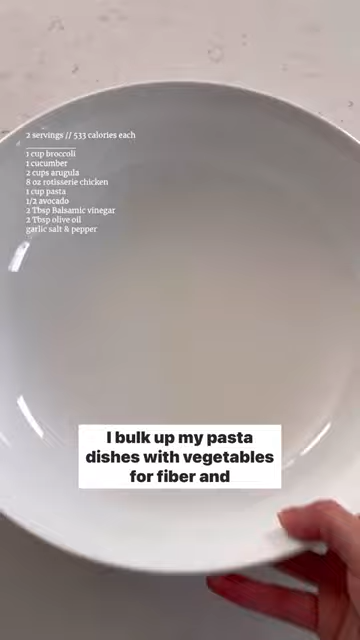 2 servings // 533 calories each
1 cup broccoli
1 cucumber
2 cups arugula
8 oz rotisserie chicken
1 cup pasta
1/2 avocado
2 Tbsp Balsamic vinegar
2 Tbsp olive oil
garlic salt & pepper
I bulk up my pasta
dishes with vegetables
for fiber and